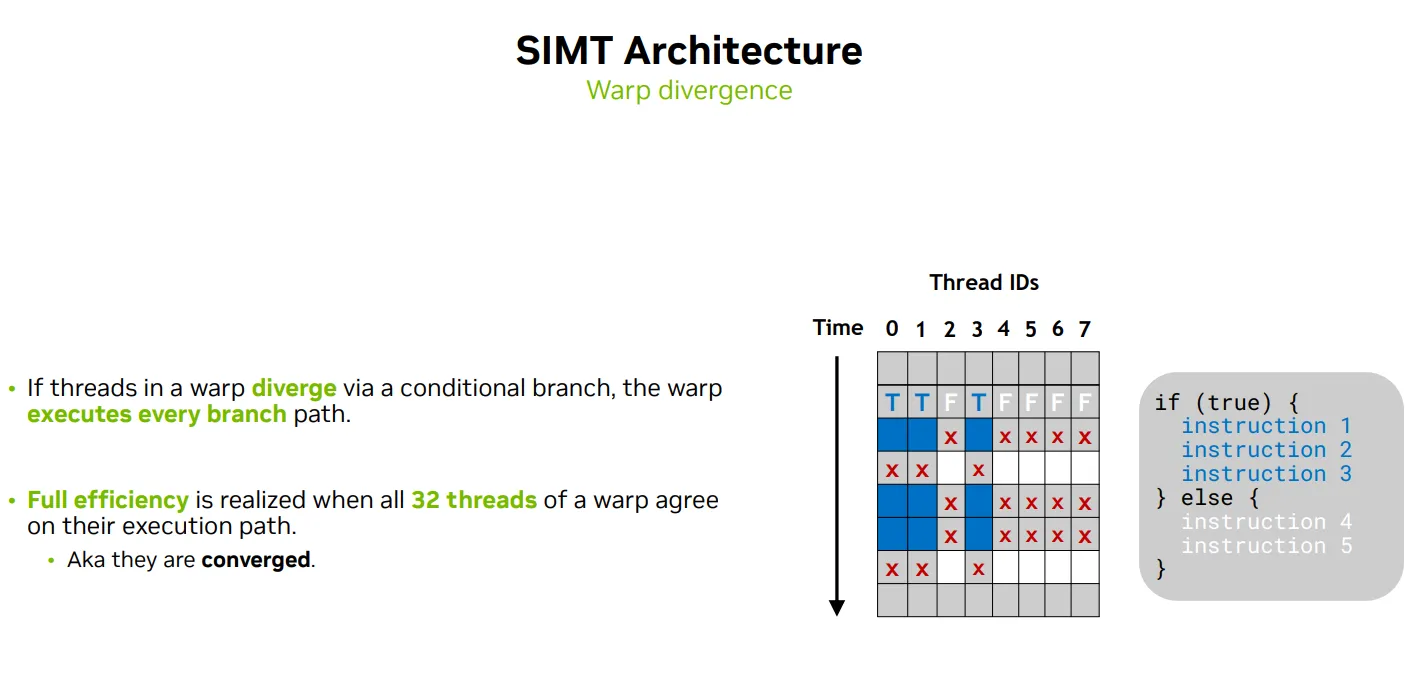 SIMT Architecture
Warp divergence
• If threads in a warp diverge via a conditional branch, the warp
executes every branch path.
• Full efficiency is realized when all 32 threads of a warp agree
on their execution path.
• Aka they are converged.
Thread IDs
Time 0 1 2 3 4 5 6 7
T T F T F F F F
x x x x x
x x x
x x x x x
x x x x x
x x x
if (true) {
instruction 1
instruction 2
instruction 3
} else {
instruction 4
instruction 5
}